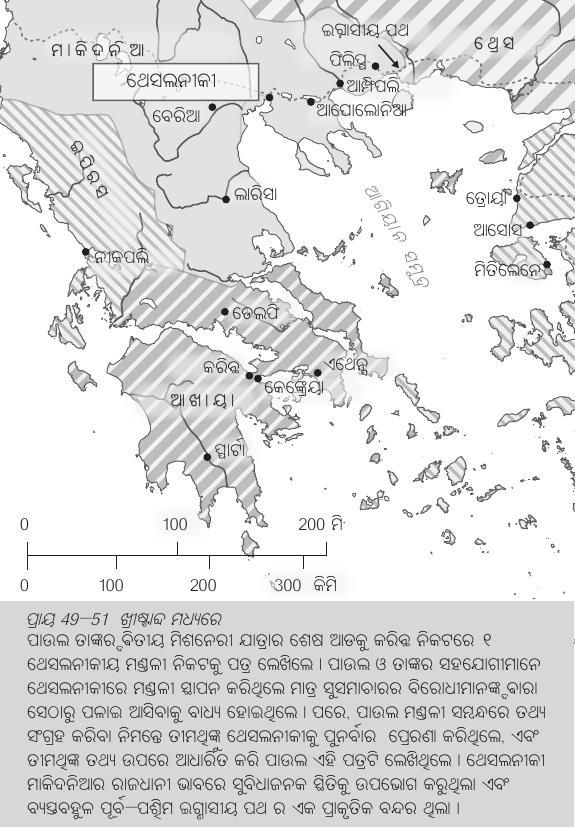 ଇଗ୍ନାସୀୟ ପଥ
ମାକିଦନିଆ
ଥ୍ରେସ
ପିଲିପ୍ପୀ
ଥେସଲନୀକୀ
ଆମ୍ଫିପଲି
ବେରିଆ
ଆପୋଲୋନିଆ
ଇପିରସ
ଲାରିସା
ତ୍ରୋୟା
ଆସୋସ
ନୀକପଲି
ମିତିଲେନେ
ଡେଲଫି
କରିନ୍ଥ
ଏଥେନ୍ସ
କେଙ୍କ୍ରେୟା
ଆଖାୟା
ସ୍ପାର୍ଟା
0 100 200 ମି
0 100 200 300 କିମି
ପ୍ରାୟ 49–51 ଖ୍ରୀଷ୍ଟାବ୍ଦ ମଧ୍ୟରେ
ପାଉଲ ତାଙ୍କର ଦ୍ବିତୀୟ ମିଶନେରୀ ଯାତ୍ରାର ଶେଷ ଆଡକୁ କରିନ୍ଥ ନିକଟରେ ୧
ଥେସଲନୀକୀୟ ମଣ୍ଡଳୀ ନିକଟକୁ ପତ୍ର ଲେଖିଲେ । ପାଉଲ ଓ ତାଙ୍କର ସହଯୋଗୀମାନେ
ଥେସଲନୀକୀରେ ମଣ୍ଡଳୀ ସ୍ଥାପନ କରିଥିଲେ ମାତ୍ର ସୁସମାଚାରର ବିରୋଧୀମାନଙ୍କ ଦ୍ବାରା
ସେଠାରୁ ପଳାଇ ଆସିବାକୁ ବାଧ୍ୟ ହୋଇଥିଲେ । ପରେ, ପାଉଲ ମଣ୍ଡଳୀ ସମ୍ବନ୍ଧରେ ତଥ୍ୟ
ସଂଗ୍ରହ କରିବା ନିମନ୍ତେ ତୀମଥିଙ୍କୁ ଥେସଲନୀକୀକୁ ପୁନର୍ବାର ପ୍ରେରଣା କରିଥିଲେ, ଏବଂ
ତୀମଥିଙ୍କ ତଥ୍ୟ ଉପରେ ଆଧାରିତ କରି ପାଉଲ ଏହି ପତ୍ରଟି ଲେଖିଥିଲେ । ଥେସଲନୀକୀ
ମାକିଦନିଆର ରାଜଧାନୀ ଭାବରେ ସୁବିଧାଜନକ ସ୍ଥିତିକୁ ଉପଭୋଗ କରୁଥିଲା ଏବଂ
ବ୍ୟସ୍ତବହୁଳ ପୂର୍ବ–ପଶ୍ଚିମ ଇଗ୍ନାସୀୟ ପଥ ର ଏକ ପ୍ରାକୃତିକ ବନ୍ଦର ଥିଲା ।